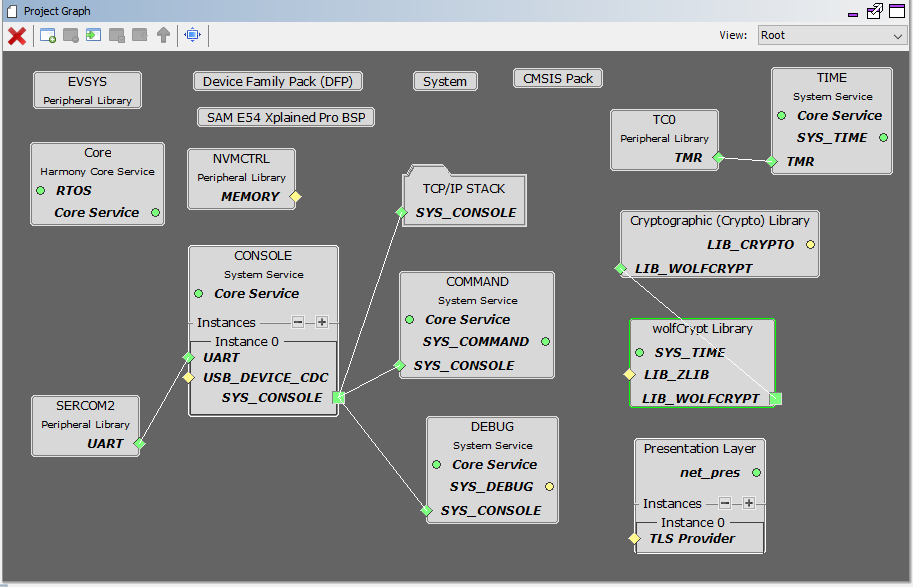 Project Graph
View:
Root
EVSYS
Peripheral Library
Device Family Pack (DFP)
System
CMSIS Pack
SAM E54 Xplained Pro BSP
TIME
System Service
Core Service
SYS_TIME
TMR
TC0
Peripheral Library
TMR
Core
Harmony Core Service
RTOS
Core Service
NVMCTRL
Peripheral Library
MEMORY
TCP/IP STACK
SYS_CONSOLE
Cryptographic (Crypto) Library
LIB_CRYPTO
LIB_WOLFCRYPT
CONSOLE
System Service
Core Service
Instances
Instance 0
UART
USB_DEVICE_CDC
SYS_CONSOLE
COMMAND
System Service
Core Service
SYS_COMMAND
SYS_CONSOLE
wolfCrypt Library
SYS_TIME
LIB_ZLIB
LIB_WOLFCRYPT
SERCOM2
Peripheral Library
UART
DEBUG
System Service
Core Service
SYS_DEBUG
SYS_CONSOLE
Presentation Layer
net_pres
Instances
Instance 0
TLS Provider